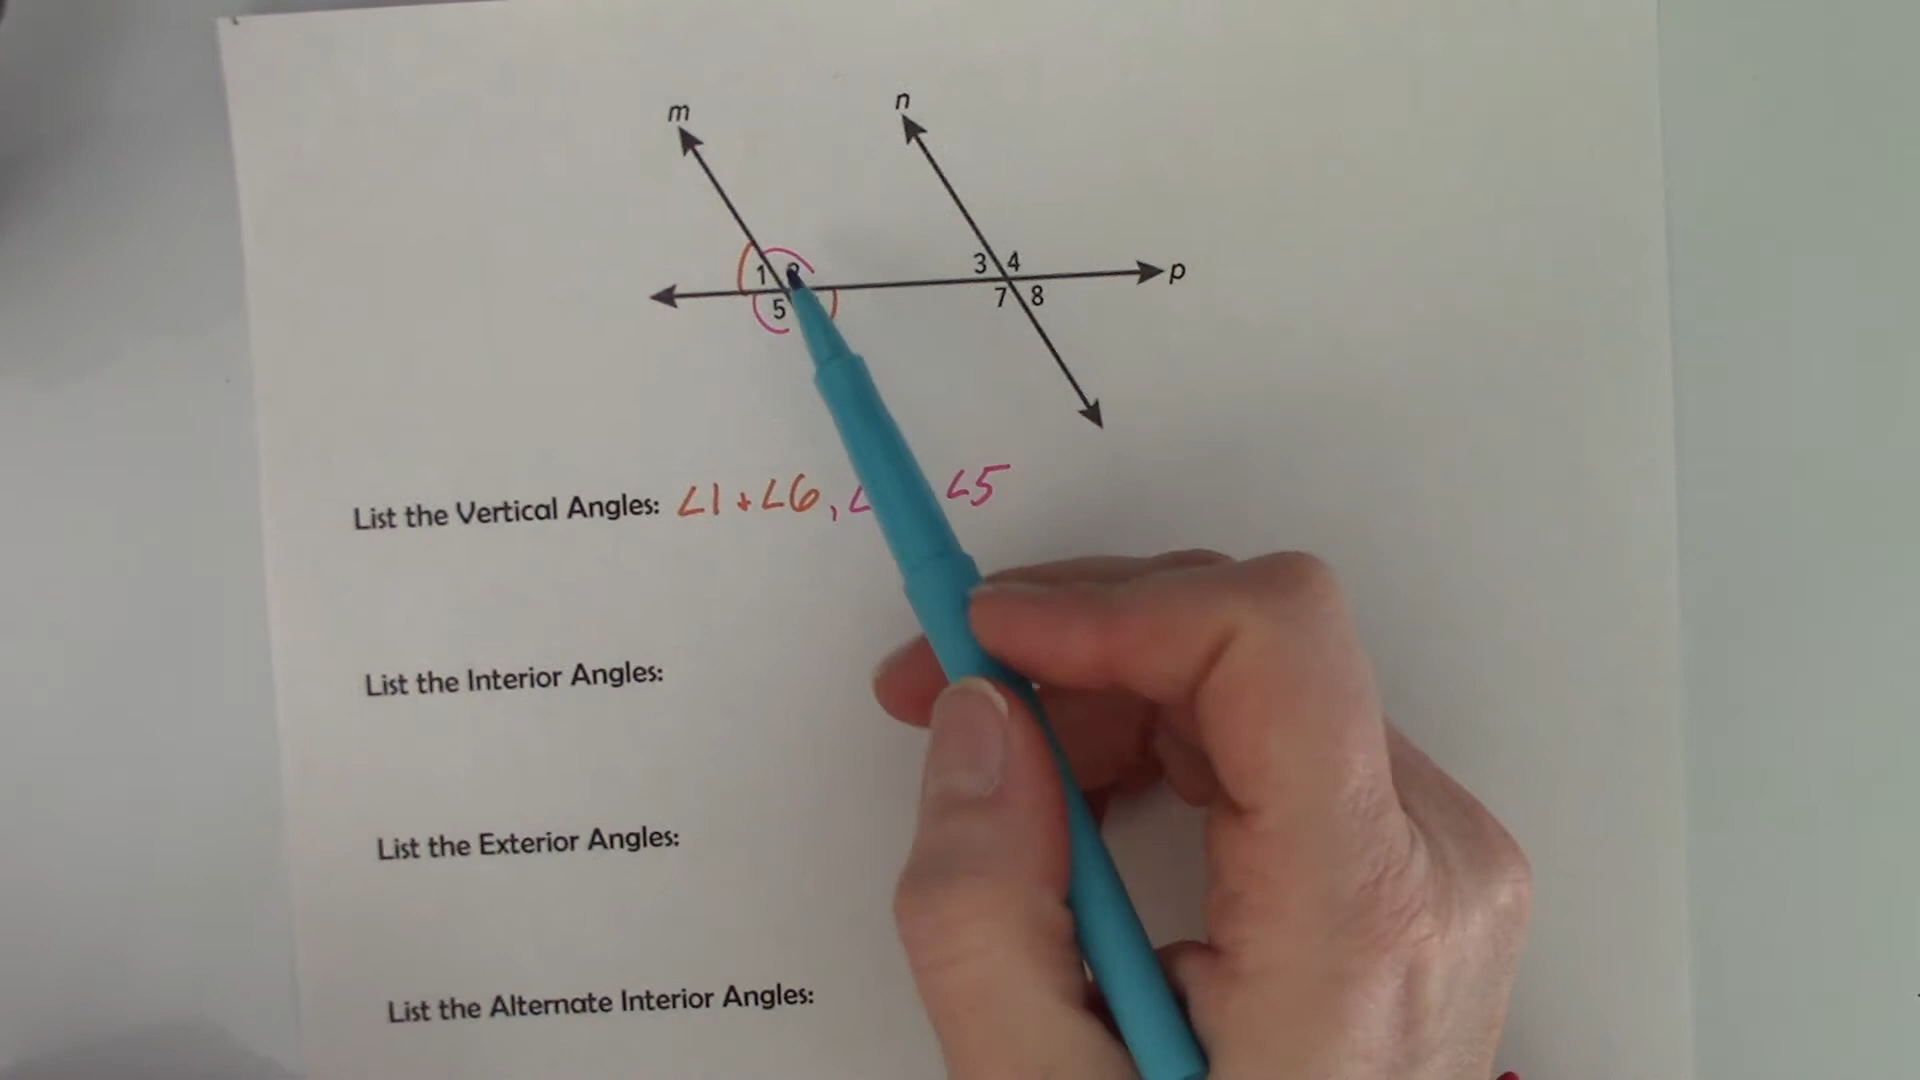 m
n
3 4
1
p
7 8
5
List the Vertical Angles: ∠1 + ∠6, ∠ ∠5
List the Interior Angles:
List the Exterior Angles:
List the Alternate Interior Angles: